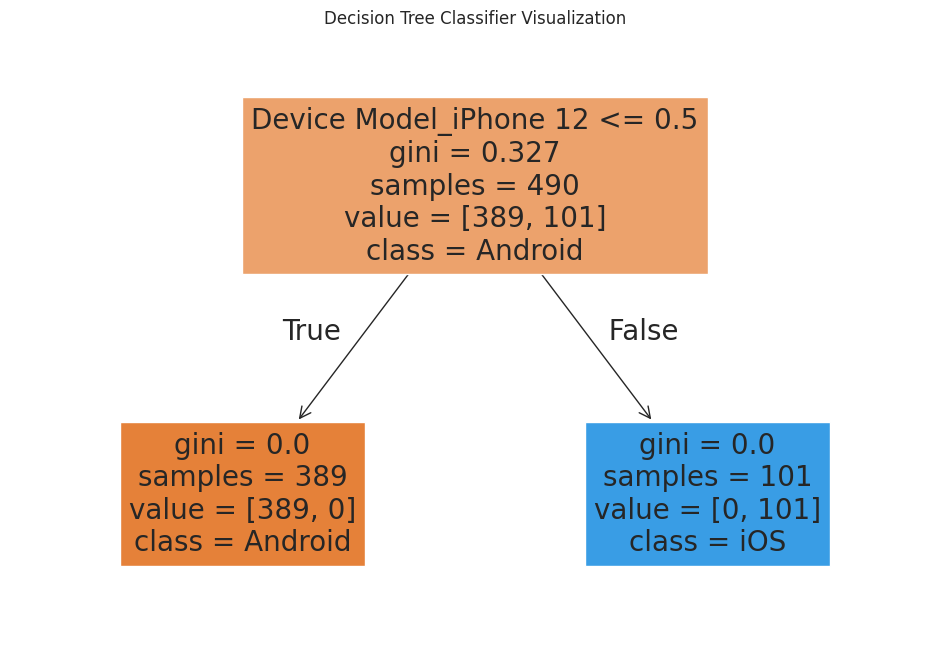 Decision Tree Classifier Visualization
Device Model_iPhone 12 <= 0.5
gini = 0.327
samples = 490
value = [389, 101]
class = Android
True
False
gini = 0.0
samples = 389
value = [389, 0]
class = Android
gini = 0.0
samples = 101
value = [0, 101]
class = iOS